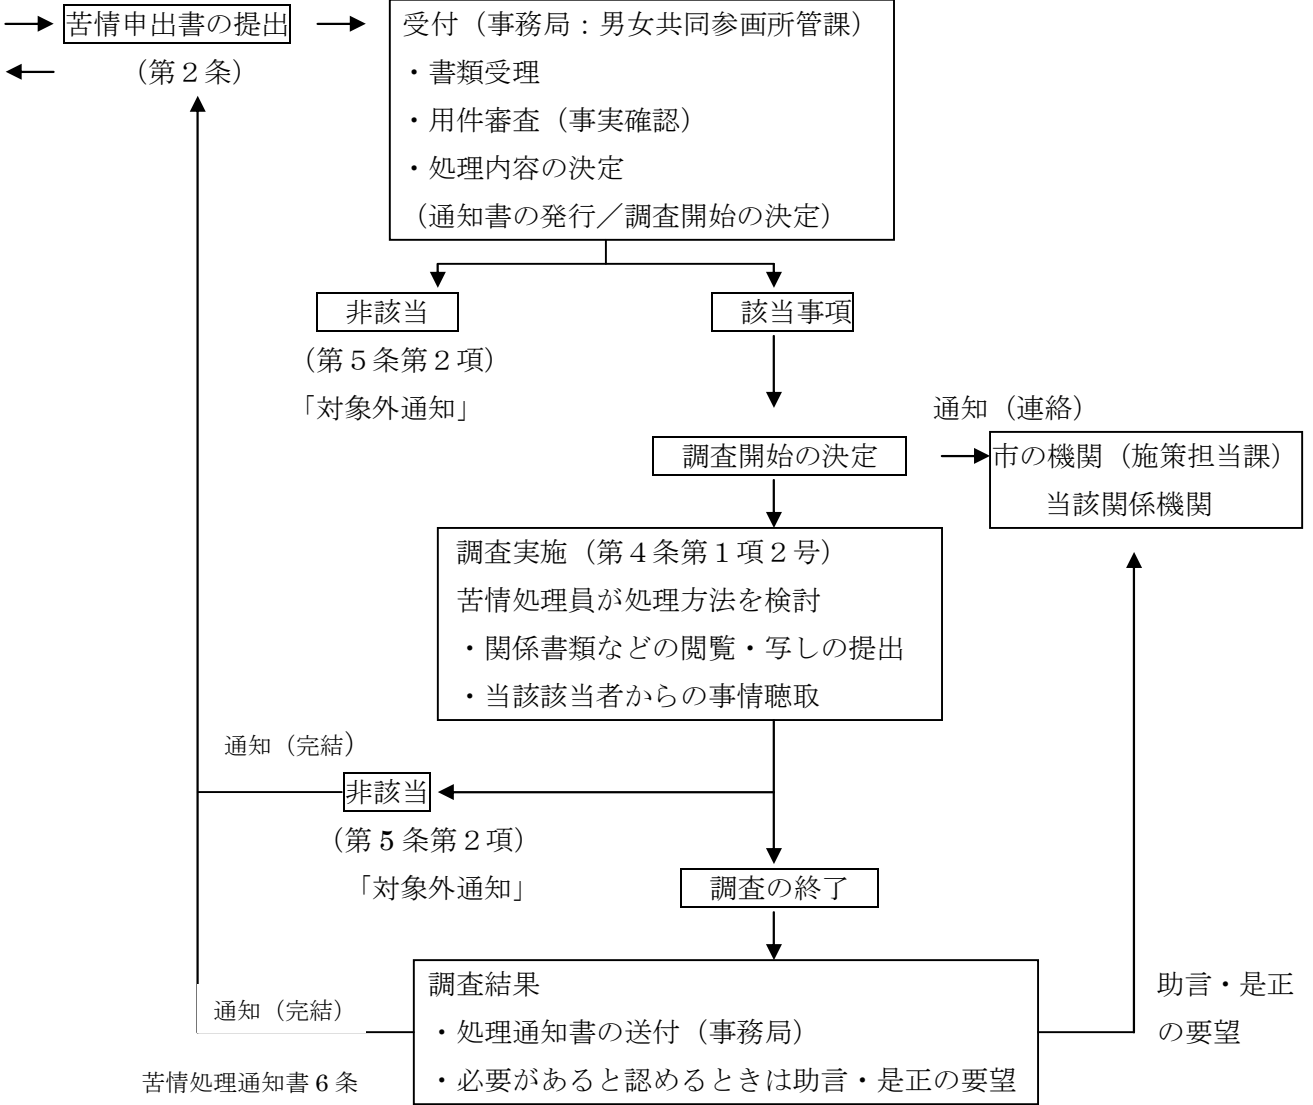 苦情申出書の提出
（第２条）
受付（事務局：男女共同参画所管課）
・書類受理
・用件審査（事実確認）
・処理内容の決定
（通知書の発行／調査開始の決定）
非該当
（第５条第２項）
「対象外通知」
該当事項
調査開始の決定
通知（連絡）
市の機関（施策担当課）
当該関係機関
調査実施（第４条第１項２号）
苦情処理員が処理方法を検討
・関係書類などの閲覧・写しの提出
・当該該当者からの事情聴取
通知（完結）
非該当
（第5条第２項）
「対象外通知」
調査の終了
調査結果
・処理通知書の送付（事務局）
・必要があると認めるときは助言・是正の要望
通知（完結）
苦情処理通知書6条
助言・是正
の要望